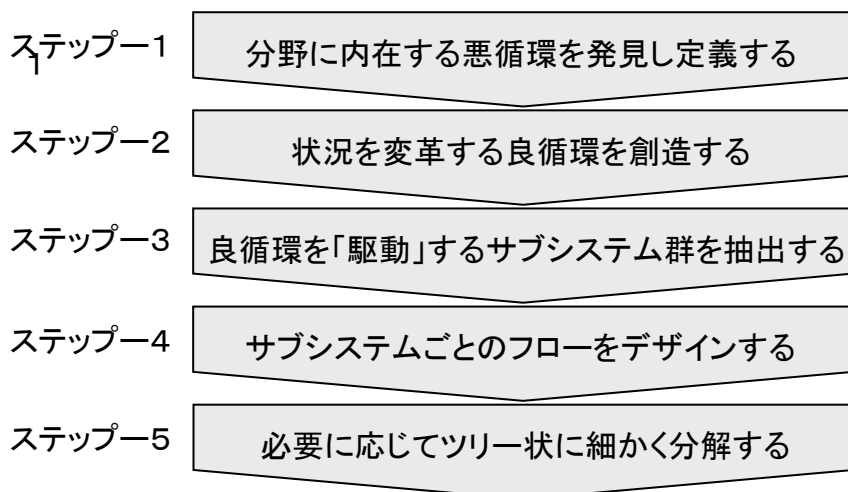 ステップー1
1
分野に内在する悪循環を発見し定義する
ステップー2
状況を変革する良循環を創造する
ステップー3
良循環を「駆動」するサブシステム群を抽出する
ステップー4
サブシステムごとのフローをデザインする
ステップー5
必要に応じてツリー状に細かく分解する